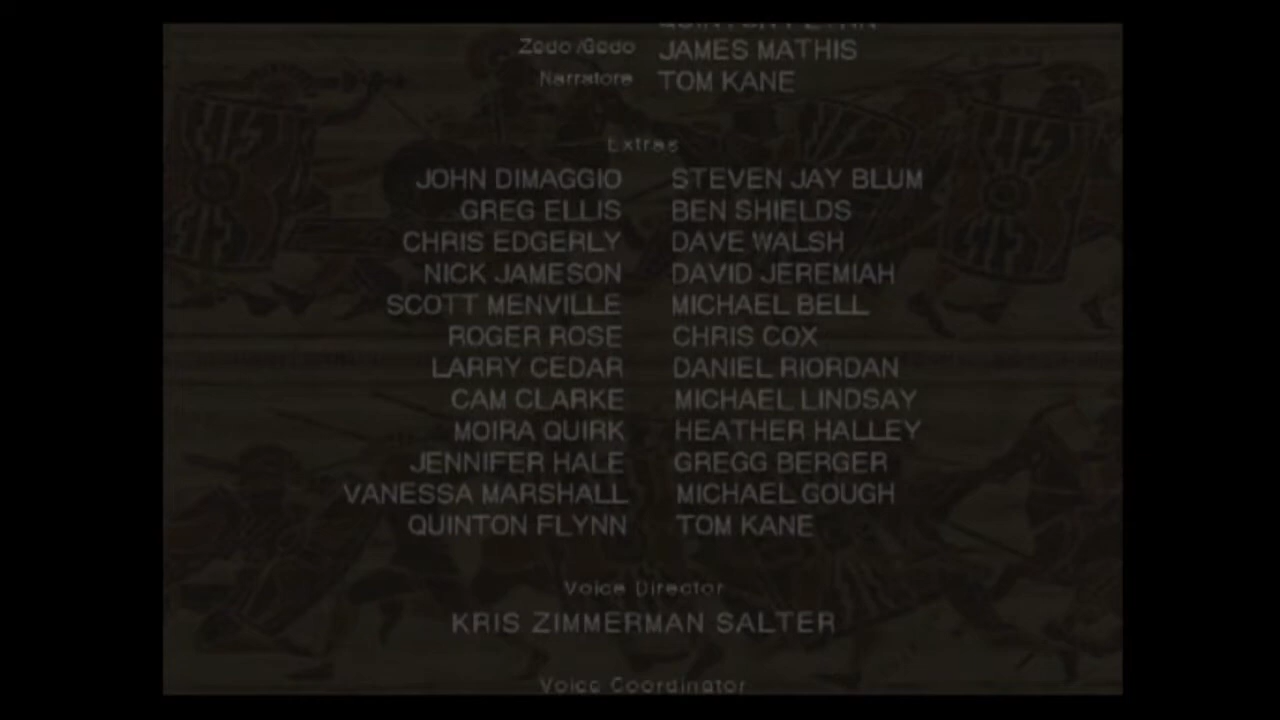 Zedo/Gedo JAMES MATHIS
Narratore TOM KANE
Extras
JOHN DIMAGGIO STEVEN JAY BLUM
GREG ELLIS BEN SHIELDS
CHRIS EDGERLY DAVE WALSH
NICK JAMESON DAVID JEREMIAH
SCOTT MENVILLE MICHAEL BELL
ROGER ROSE CHRIS COX
LARRY CEDAR DANIEL RIORDAN
CAM CLARKE MICHAEL LINDSAY
MOIRA QUIRK HEATHER HALLEY
JENNIFER HALE GREGG BERGER
VANESSA MARSHALL MICHAEL GOUGH
QUINTON FLYNN TOM KANE
Voice Director
KRIS ZIMMERMAN SALTER
Voice Coordinator